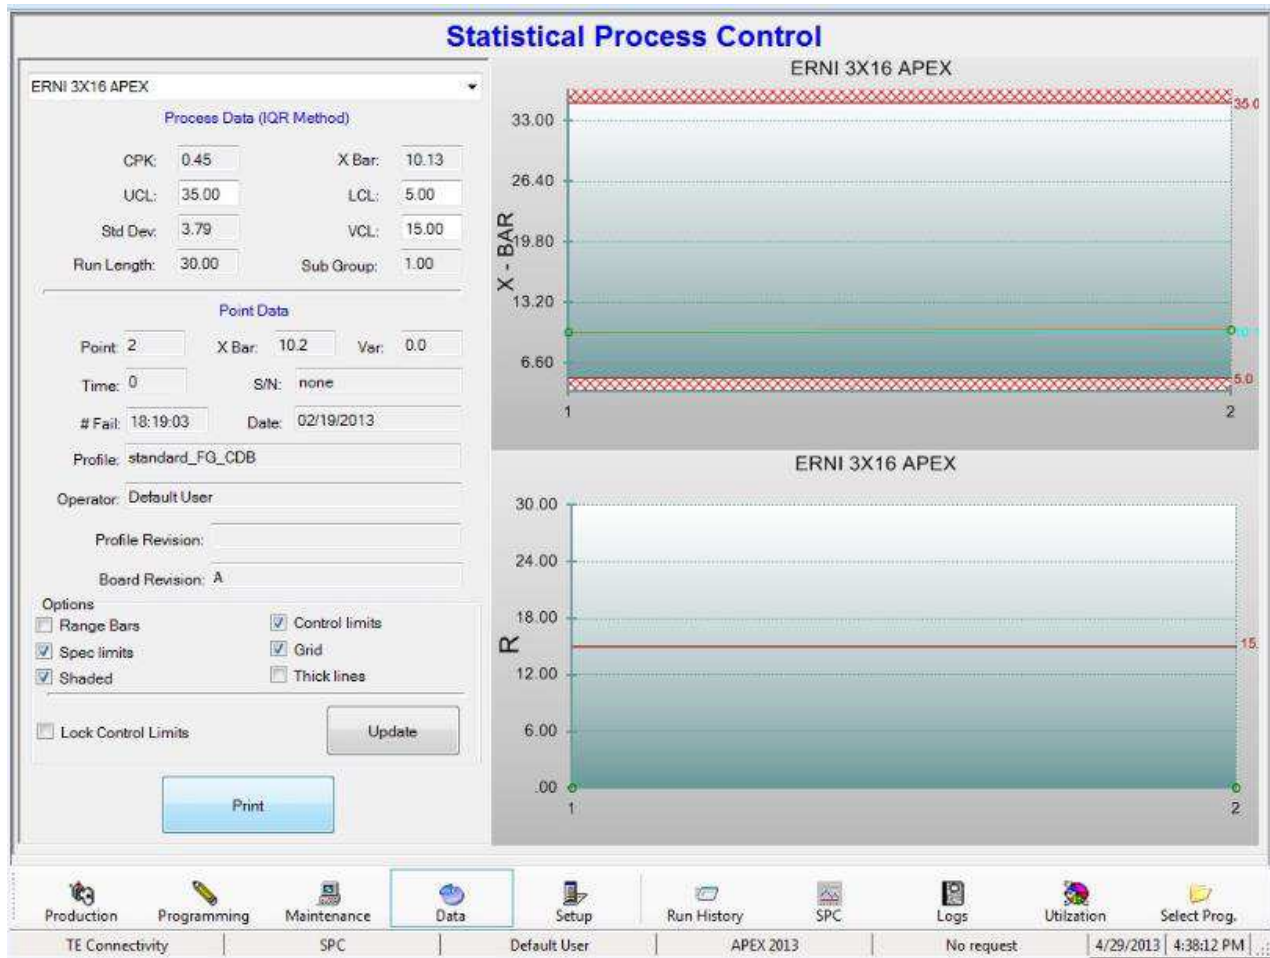 Statistical Process Control
ERNI 3X16 APEX
Process Data (IQR Method)
CPK: 0.45 X Bar: 10.13
UCL: 35.00 LCL: 5.00
Std Dev: 3.79 VCL: 15.00
Run Length: 30.00 Sub Group: 1.00
Point Data
Point: 2 X Bar: 10.2 Var: 0.0
Time: 0 S/N: none
# Fail: 18:19:03 Date: 02/19/2013
Profile: standard_FG_CDB
Operator: Default User
Profile Revision:
Board Revision: A
Options
Range Bars Control limits
Spec limits Grid
Shaded Thick lines
Lock Control Limits Update
Print
ERNI 3X16 APEX
X - BAR
33.00
26.40
19.80
13.20
6.60
35.0
5.0
1 2
ERNI 3X16 APEX
R
30.00
24.00
18.00
12.00
6.00
.00
15.
1 2
Production Programming Maintenance Data Setup Run History SPC Logs Utilzation Select Prog.
TE Connectivity SPC Default User APEX 2013 No request 4/29/2013 4:38:12 PM